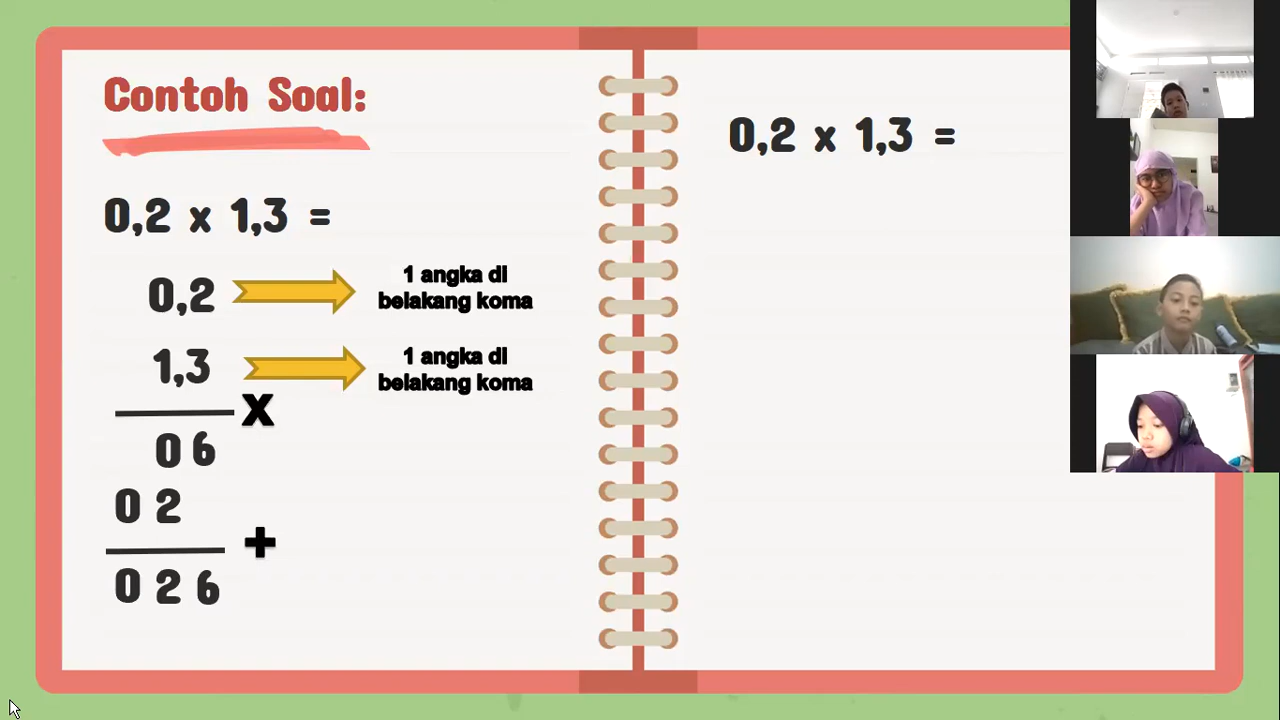 Contoh Soal:
0,2 x 1,3 =
0,2
1 angka di
belakang koma
1,3
1 angka di
belakang koma
x
0 6
0 2
+
0 2 6
0,2 x 1,3 =